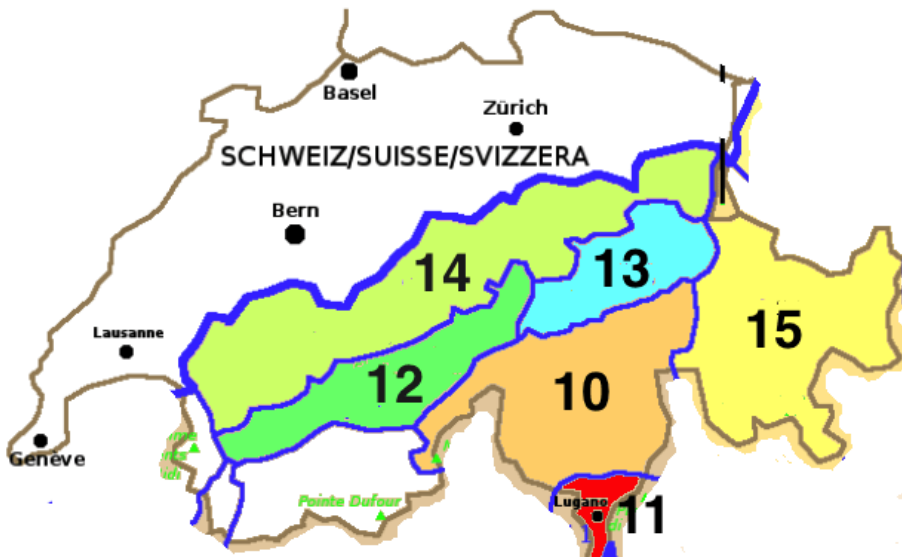 Basel
Zürich
SCHWEIZ/SUISSE/SVIZZERA
Bern
14
13
15
Lausanne
12
10
Genève
Pointe Dufour
Lugano
11